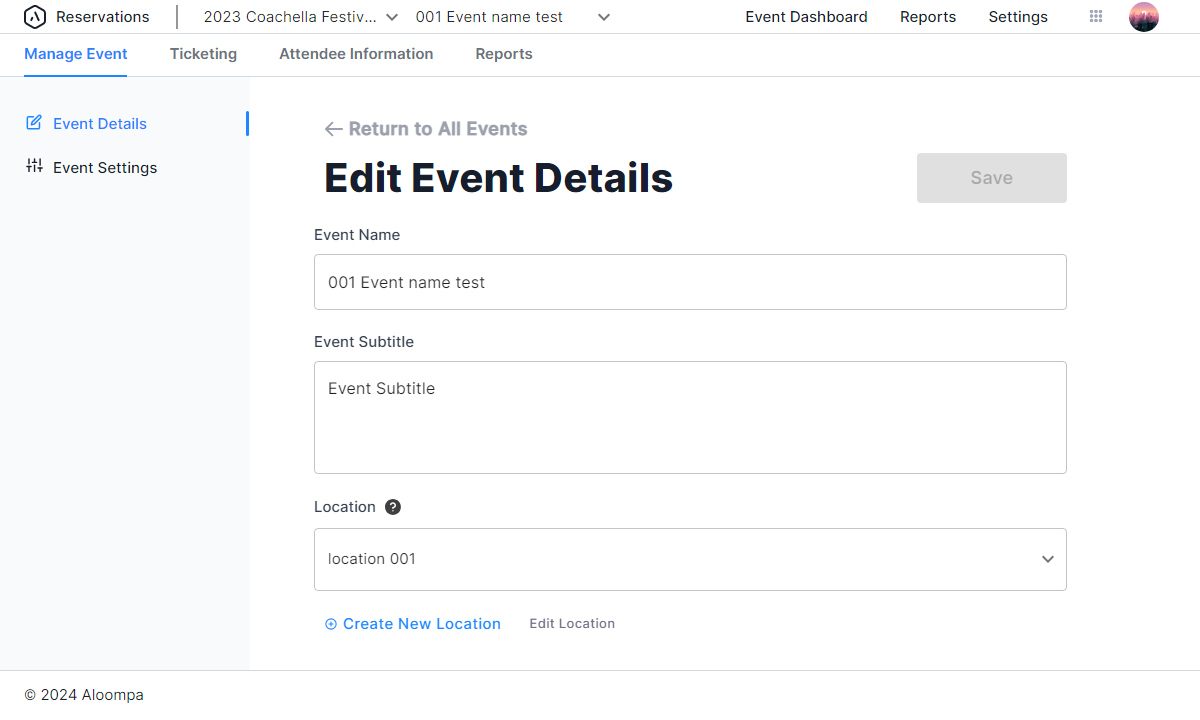 Reservations 2023 Coachella Festiv... 001 Event name test Event Dashboard Reports Settings
Manage Event Ticketing Attendee Information Reports
Event Details
Event Settings
Return to All Events
Edit Event Details
Save
Event Name
001 Event name test
Event Subtitle
Event Subtitle
Location ?
location 001
Create New Location Edit Location
© 2024 Aloompa